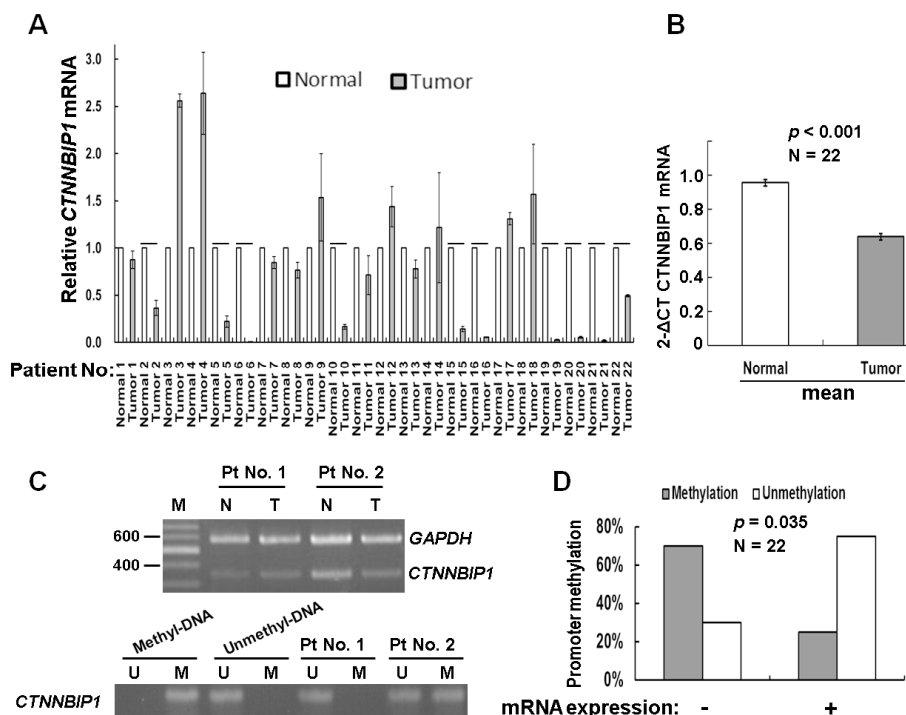 A
Relative CTNNBIP1 mRNA
3.0
2.5
2.0
1.5
1.0
0.5
0.0
Normal
Tumor
Patient No:
Normal 1
Tumor 1
Normal 2
Tumor 2
Normal 3
Tumor 3
Normal 4
Tumor 4
Normal 5
Tumor 5
Normal 6
Tumor 6
Normal 7
Tumor 7
Normal 8
Tumor 8
Normal 9
Tumor 9
Normal 10
Tumor 10
Normal 11
Tumor 11
Normal 12
Tumor 12
Normal 13
Tumor 13
Normal 14
Tumor 14
Normal 15
Tumor 15
Normal 16
Tumor 16
Normal 17
Tumor 17
Normal 18
Tumor 18
Normal 19
Tumor 19
Normal 20
Tumor 20
Normal 21
Tumor 21
Normal 22
Tumor 22
B
p < 0.001
N = 22
2-ΔCT CTNNBIP1 mRNA
1.0
0.8
0.6
0.4
0.2
0
Normal
Tumor
mean
C
Pt No. 1
Pt No. 2
M
N
T
N
T
600
400
GAPDH
CTNNBIP1
Methyl-DNA
Unmethyl-DNA
Pt No. 1
Pt No. 2
U
M
U
M
U
M
U
M
CTNNBIP1
D
Methylation
Unmethylation
p = 0.035
N = 22
Promoter methylation
80%
60%
40%
20%
0%
mRNA expression:
-
+